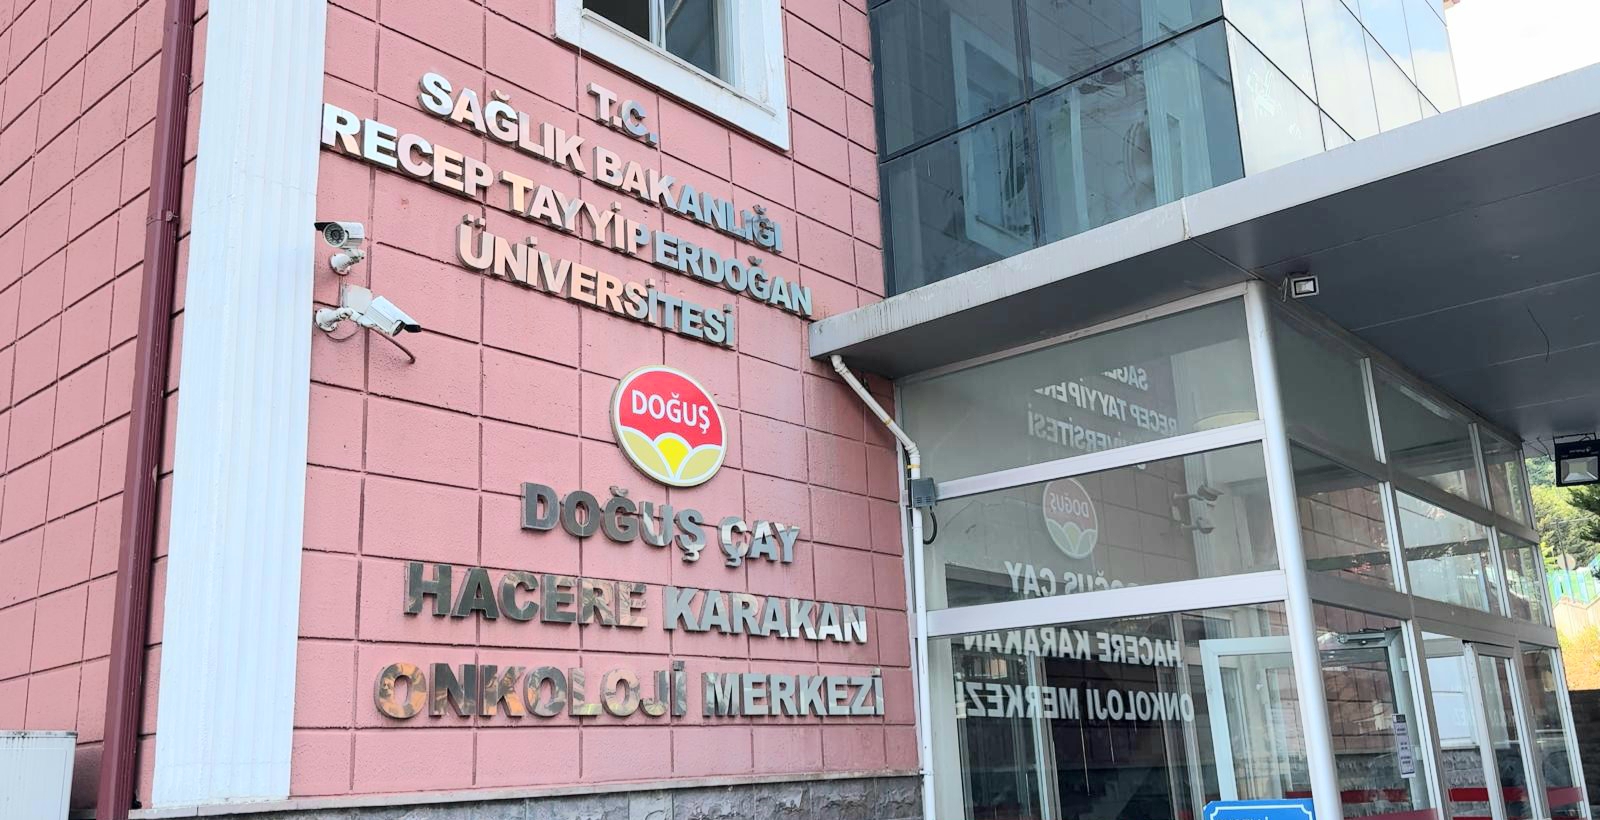 T.C.
SAĞLIK BAKANLIĞI
RECEP TAYYİP ERDOĞAN
ÜNİVERSİTESİ
DOĞUŞ
DOĞUŞ ÇAY
HACERE KARAKAN
ONKOLOJİ MERKEZİ